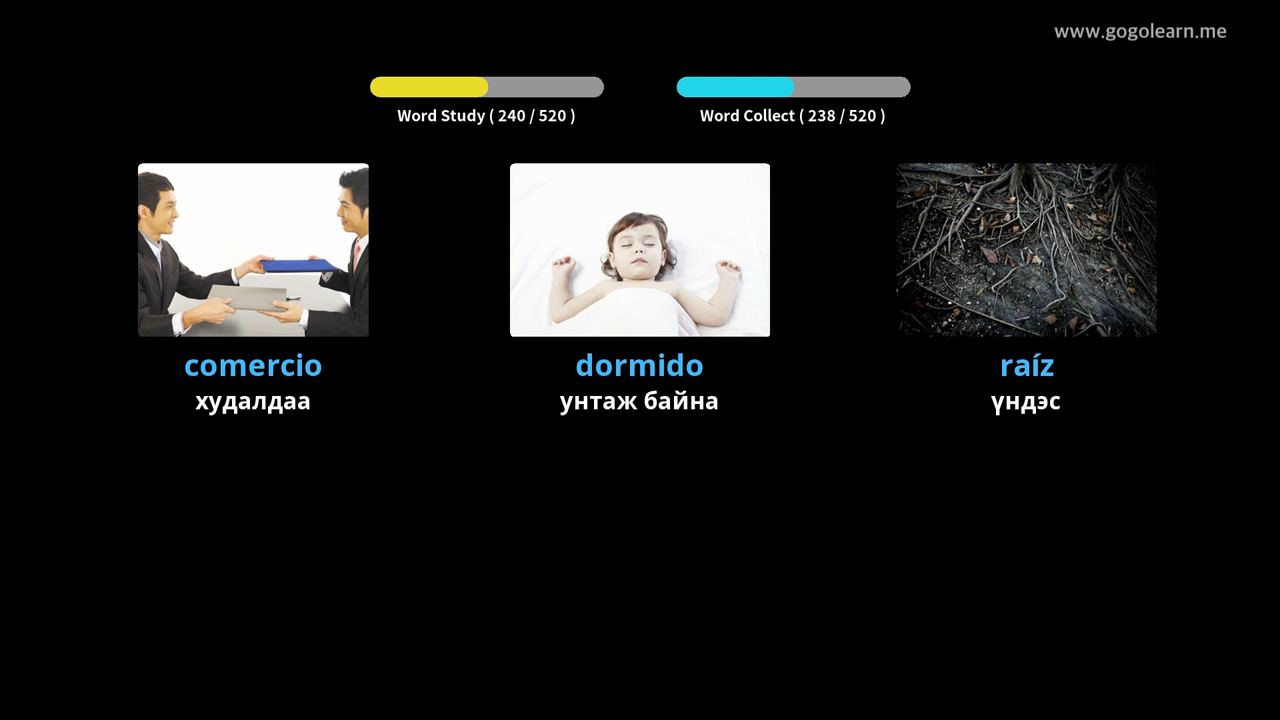 www.gogolearn.me
Word Study ( 240 / 520 )
Word Collect ( 238 / 520 )
comercio
худалдаа
dormido
унтаж байна
raíz
үндэс